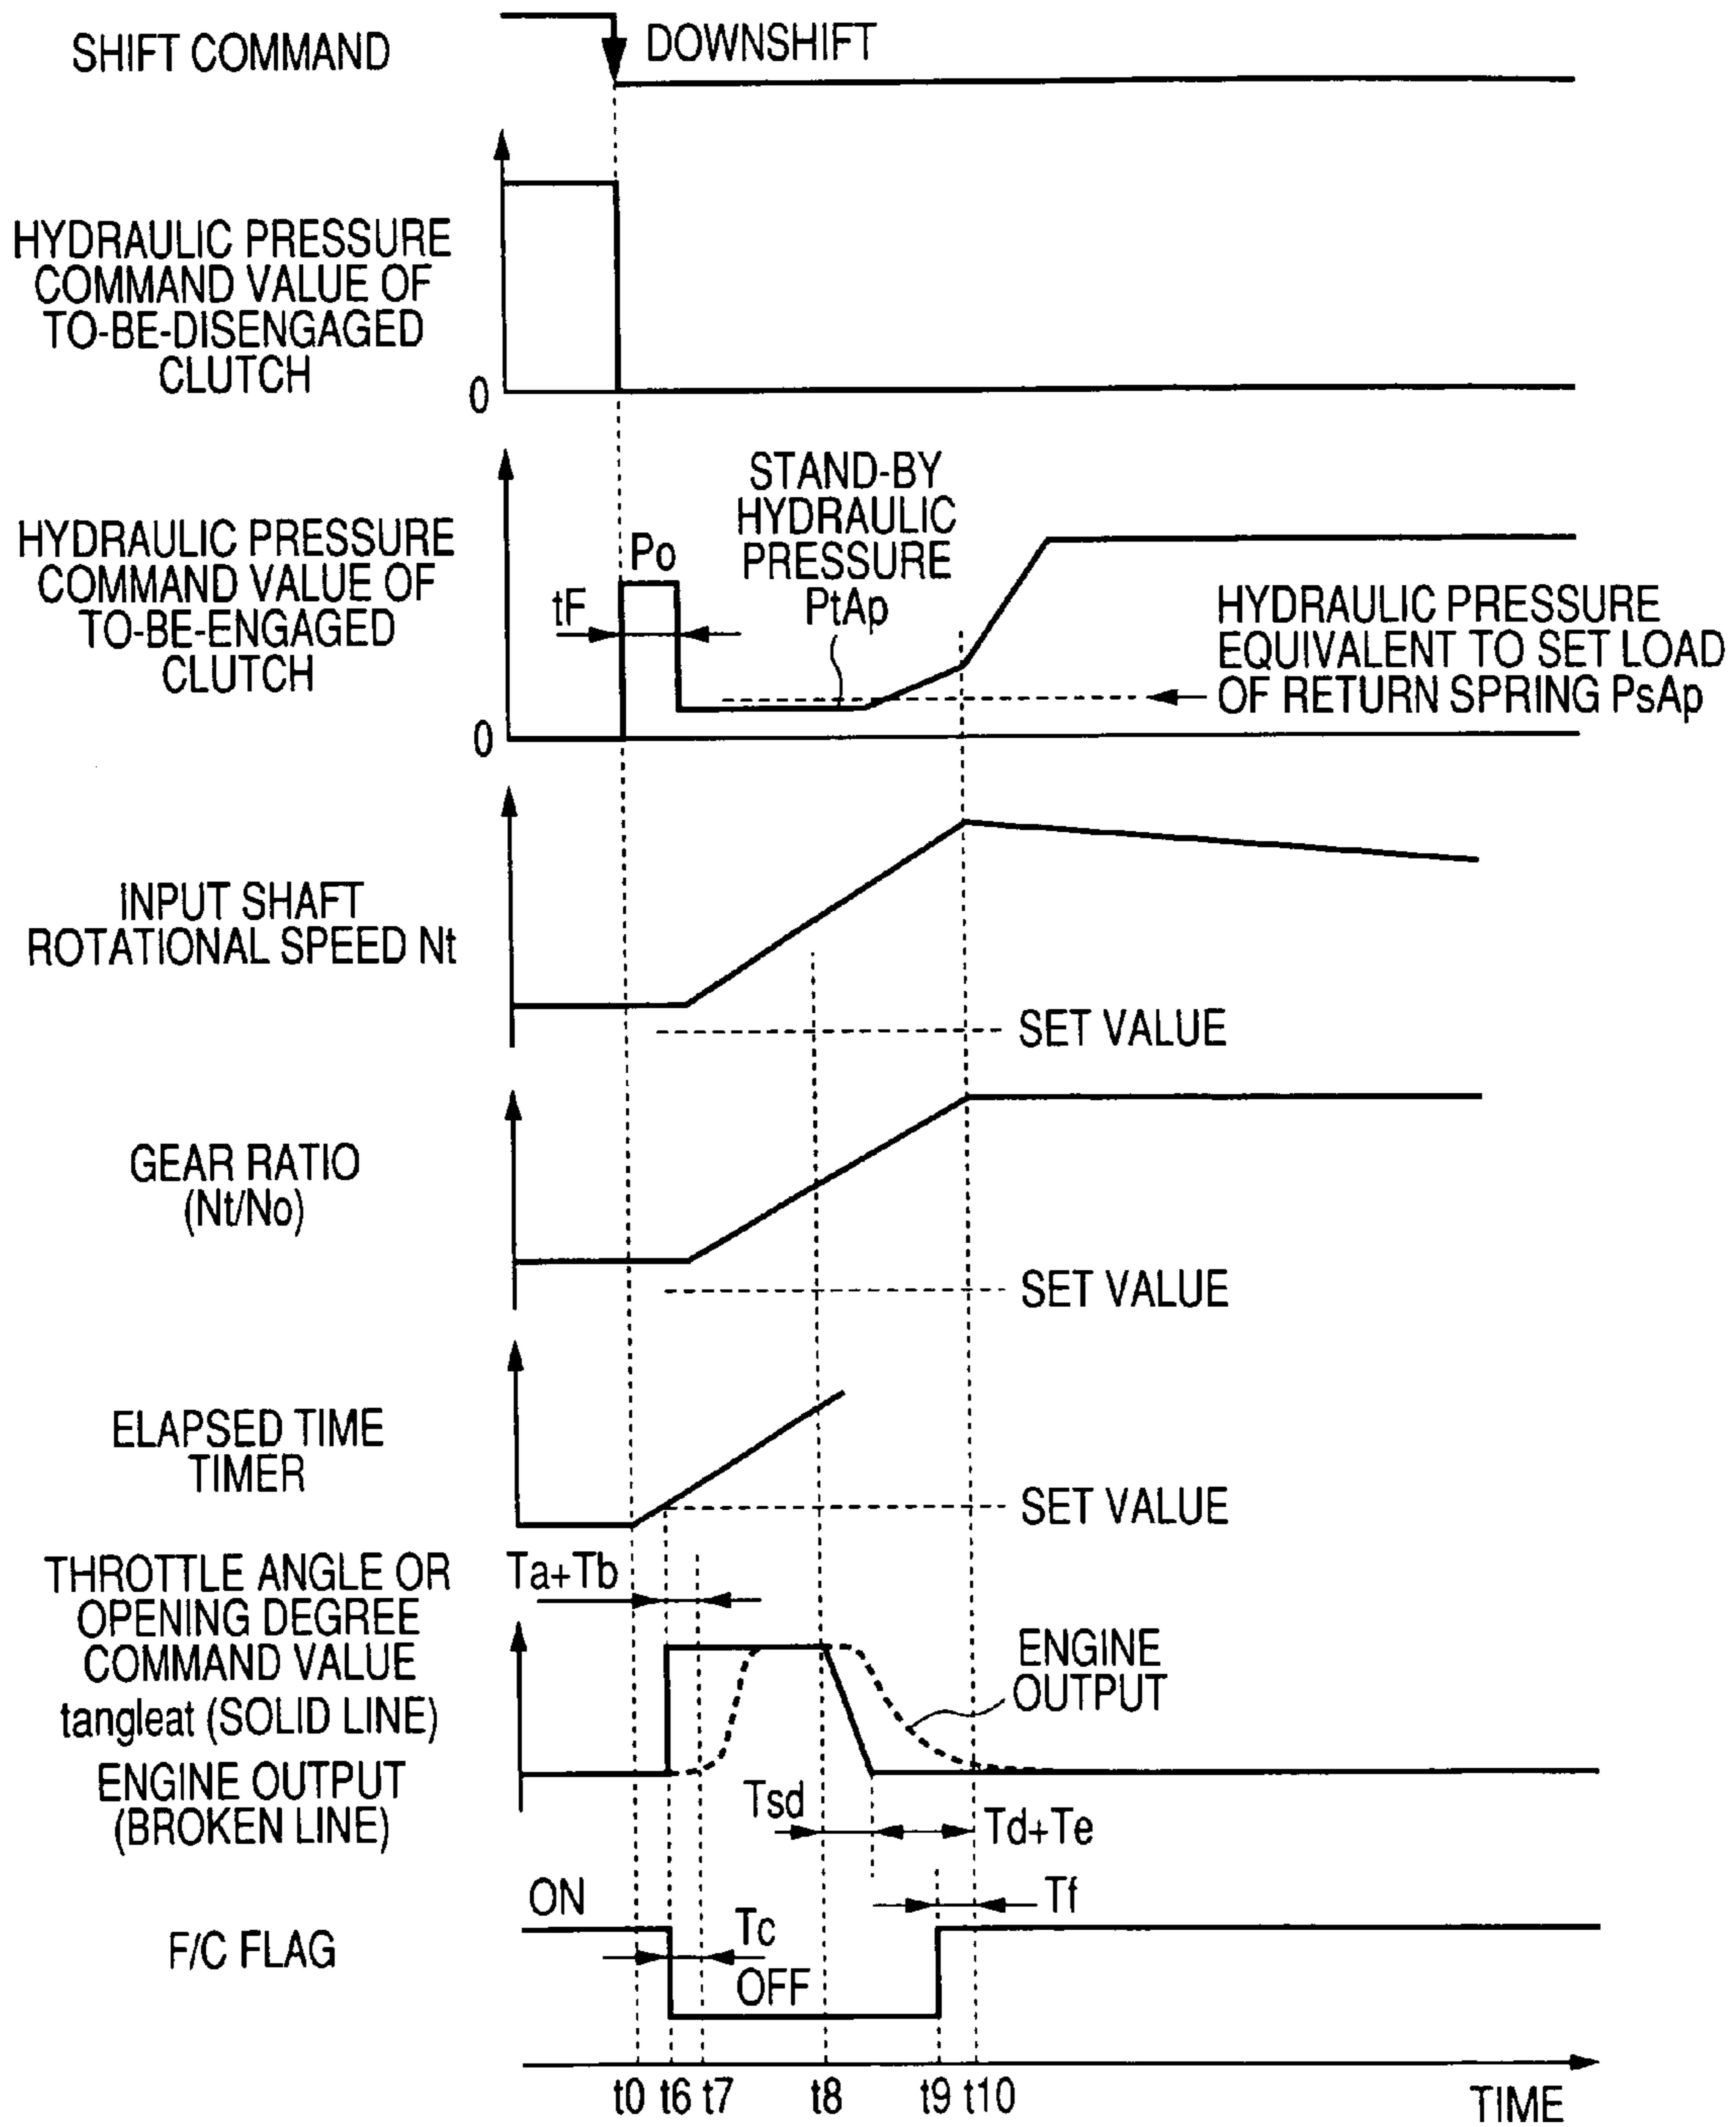 SHIFT COMMAND
DOWNSHIFT
HYDRAULIC PRESSURE
COMMAND VALUE OF
TO-BE-DISENGAGED
CLUTCH
0
HYDRAULIC PRESSURE
COMMAND VALUE OF
TO-BE-ENGAGED
CLUTCH
0
tF
Po
STAND-BY
HYDRAULIC
PRESSURE
PtAp
HYDRAULIC PRESSURE
EQUIVALENT TO SET LOAD
OF RETURN SPRING PsAp
INPUT SHAFT
ROTATIONAL SPEED Nt
SET VALUE
GEAR RATIO
(Nt/No)
SET VALUE
ELAPSED TIME
TIMER
SET VALUE
THROTTLE ANGLE OR
OPENING DEGREE
COMMAND VALUE
tangleat (SOLID LINE)
ENGINE OUTPUT
(BROKEN LINE)
Ta+Tb
ENGINE
OUTPUT
Tsd
Td+Te
F/C FLAG
ON
Tc
OFF
Tf
t0 t6 t7 t8 t9 t10
TIME